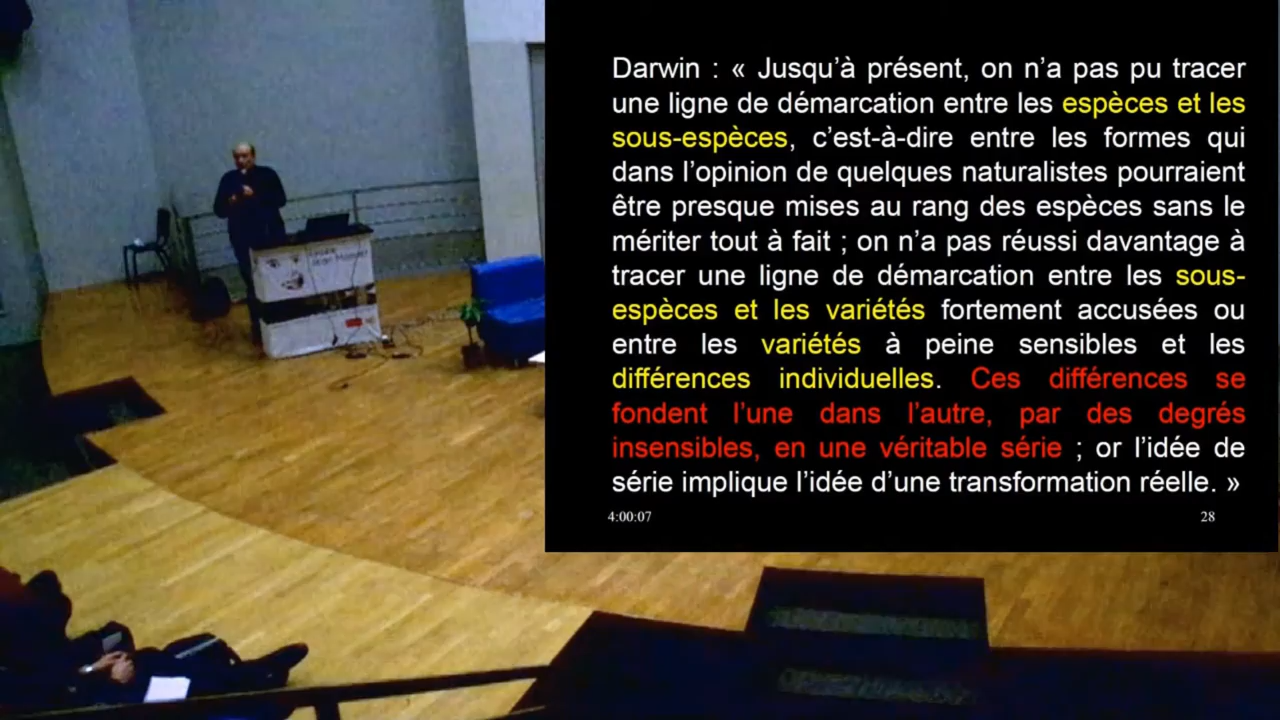 Darwin : « Jusqu’à présent, on n’a pas pu tracer
une ligne de démarcation entre les espèces et les
sous-espèces, c’est-à-dire entre les formes qui
dans l’opinion de quelques naturalistes pourraient
être presque mises au rang des espèces sans le
mériter tout à fait ; on n’a pas réussi davantage à
tracer une ligne de démarcation entre les sous-
espèces et les variétés fortement accusées ou
entre les variétés à peine sensibles et les
différences individuelles. Ces différences se
fondent l’une dans l’autre, par des degrés
insensibles, en une véritable série ; or l’idée de
série implique l’idée d’une transformation réelle. »
4:00:07
28